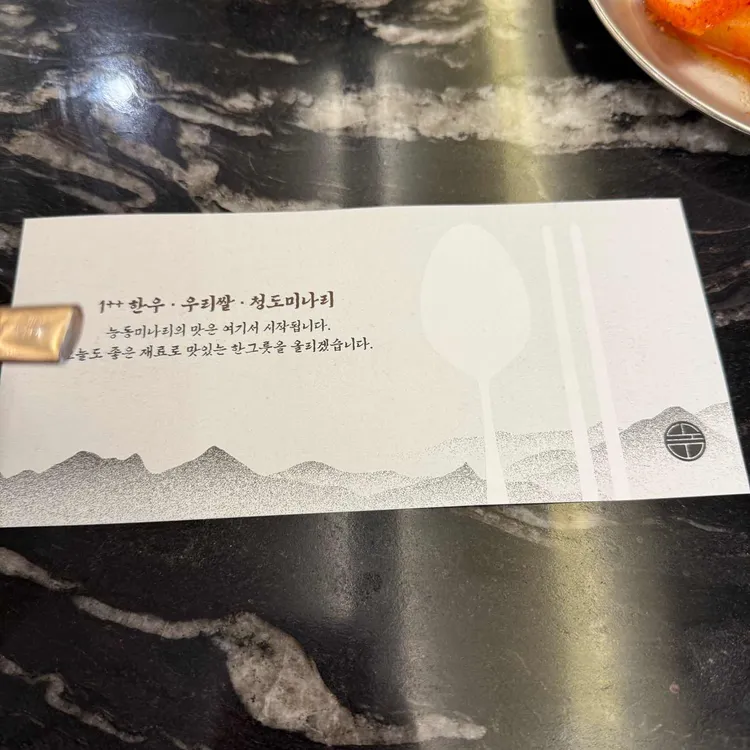 1++ 한우 · 우리쌀 · 청도미나리
능동미나리의 맛은 여기서 시작됩니다.
좋은 재료로 맛있는 한그릇을 올리겠습니다.